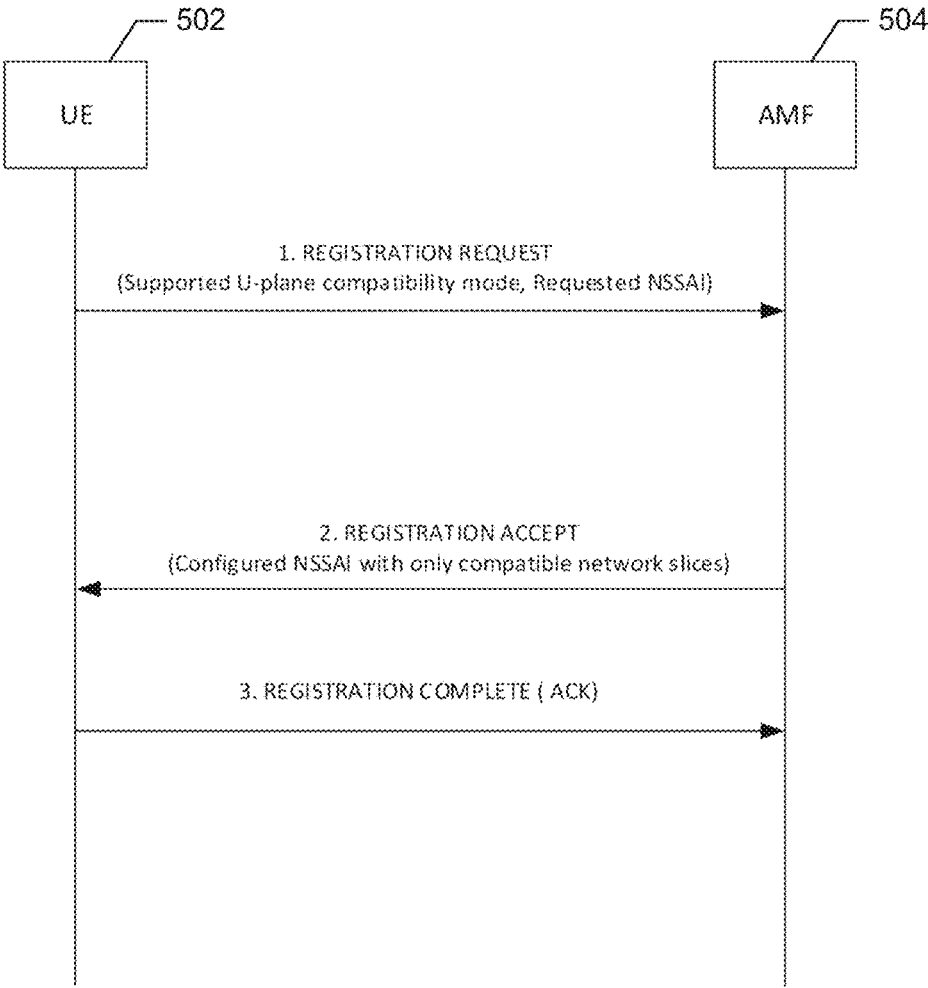 502
504
UE
AMF
1. REGISTRATION REQUEST
(Supported U-plane compatibility mode, Requested NSSAI)
2. REGISTRATION ACCEPT
(Configured NSSAI with only compatible network slices)
3. REGISTRATION COMPLETE ( ACK)